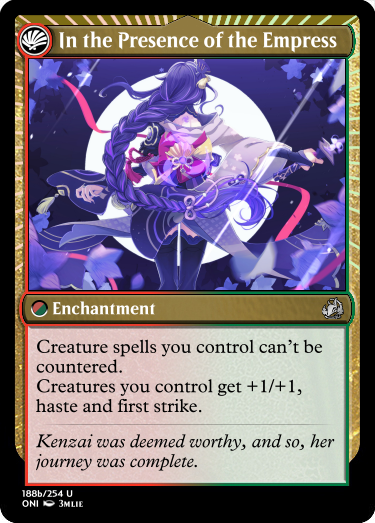 In the Presence of the Empress
Enchantment
Creature spells you control can't be
countered.
Creatures you control get +1/+1,
haste and first strike.
Kenzai was deemed worthy, and so, her
journey was complete.
188b/254 U
ONI 3MLIE